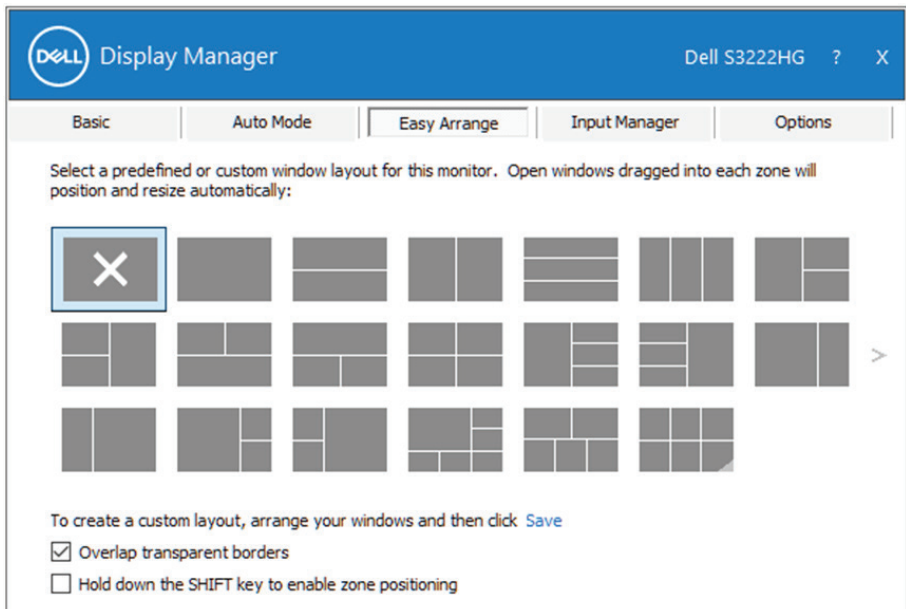 DELL Display Manager Dell S3222HG ? X
Basic Auto Mode Easy Arrange Input Manager Options
Select a predefined or custom window layout for this monitor. Open windows dragged into each zone will
position and resize automatically:
>
To create a custom layout, arrange your windows and then click Save
Overlap transparent borders
Hold down the SHIFT key to enable zone positioning